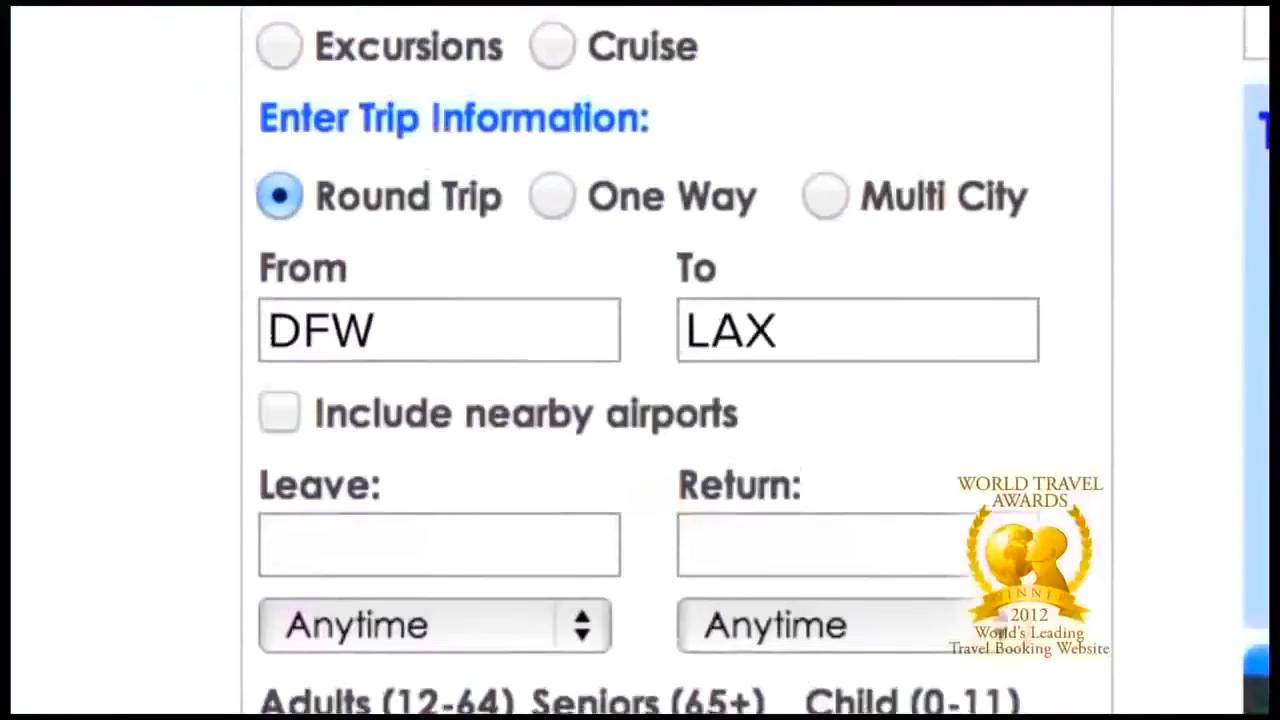 Excursions Cruise
Enter Trip Information:
Round Trip One Way Multi City
From To
DFW LAX
Include nearby airports
Leave: Return:
WORLD TRAVEL
AWARDS
WINNER
2012
World's Leading
Travel Booking Website
Anytime Anytime
Adults (12-64) Seniors (65+) Child (0-11)